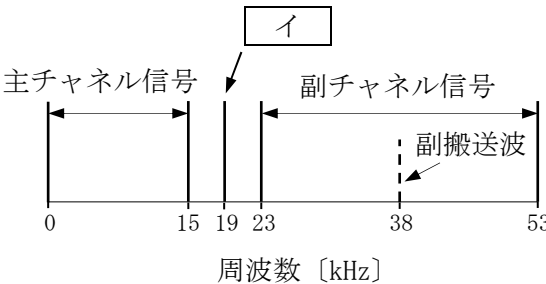 イ
主チャネル信号
副チャネル信号
副搬送波
0 15 19 23 38 53
周波数〔kHz〕